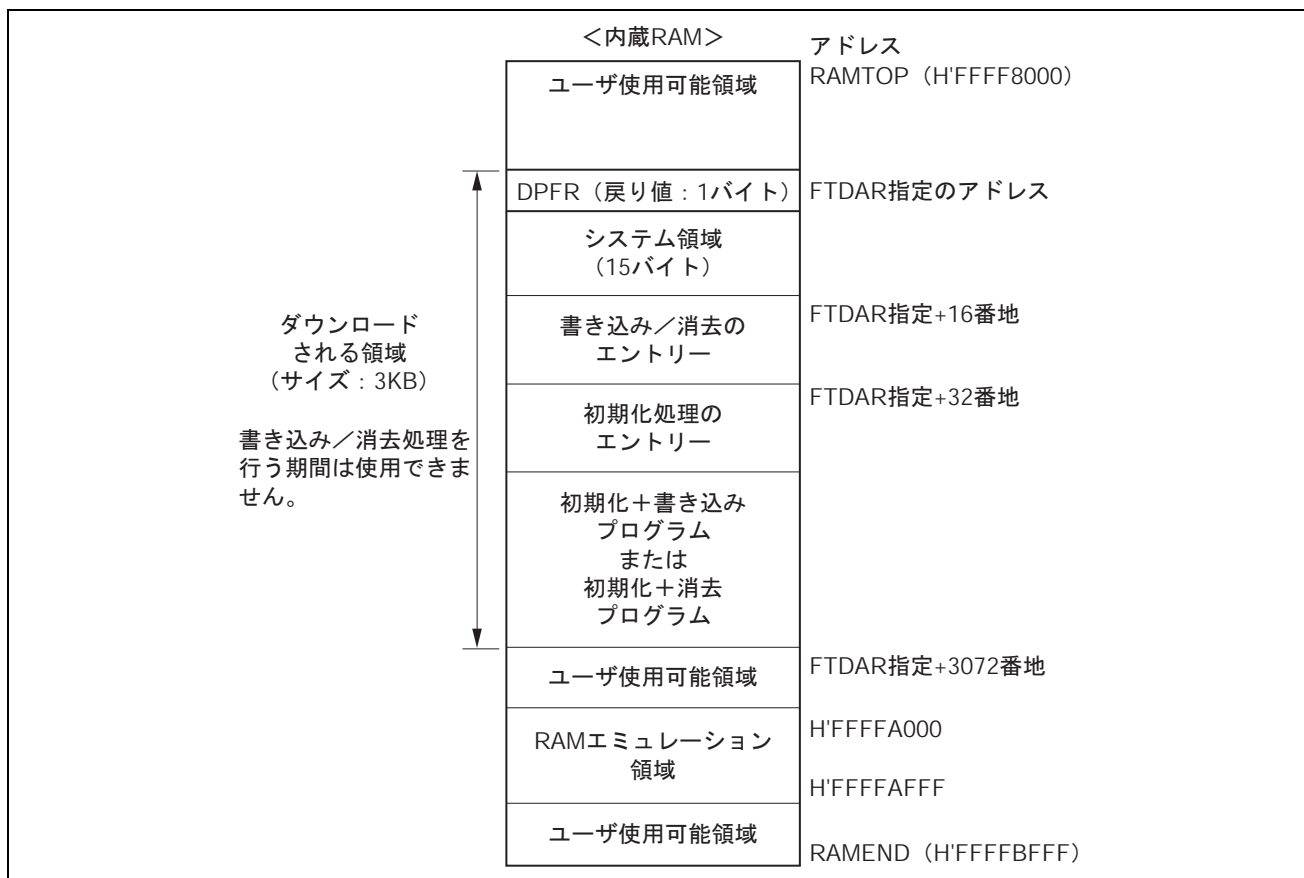 ＜内蔵RAM＞
アドレス
ユーザ使用可能領域
RAMTOP（H'FFFF8000）
DPFR（戻り値：1バイト）
FTDAR指定のアドレス
システム領域
（15バイト）
ダウンロード
される領域
（サイズ：3KB）
書き込み／消去処理を
行う期間は使用できま
せん。
書き込み／消去の
エントリー
FTDAR指定+16番地
初期化処理の
エントリー
FTDAR指定+32番地
初期化＋書き込み
プログラム
または
初期化＋消去
プログラム
ユーザ使用可能領域
FTDAR指定+3072番地
RAMエミュレーション
領域
H'FFFFA000
H'FFFFAFFF
ユーザ使用可能領域
RAMEND（H'FFFFBFFF）